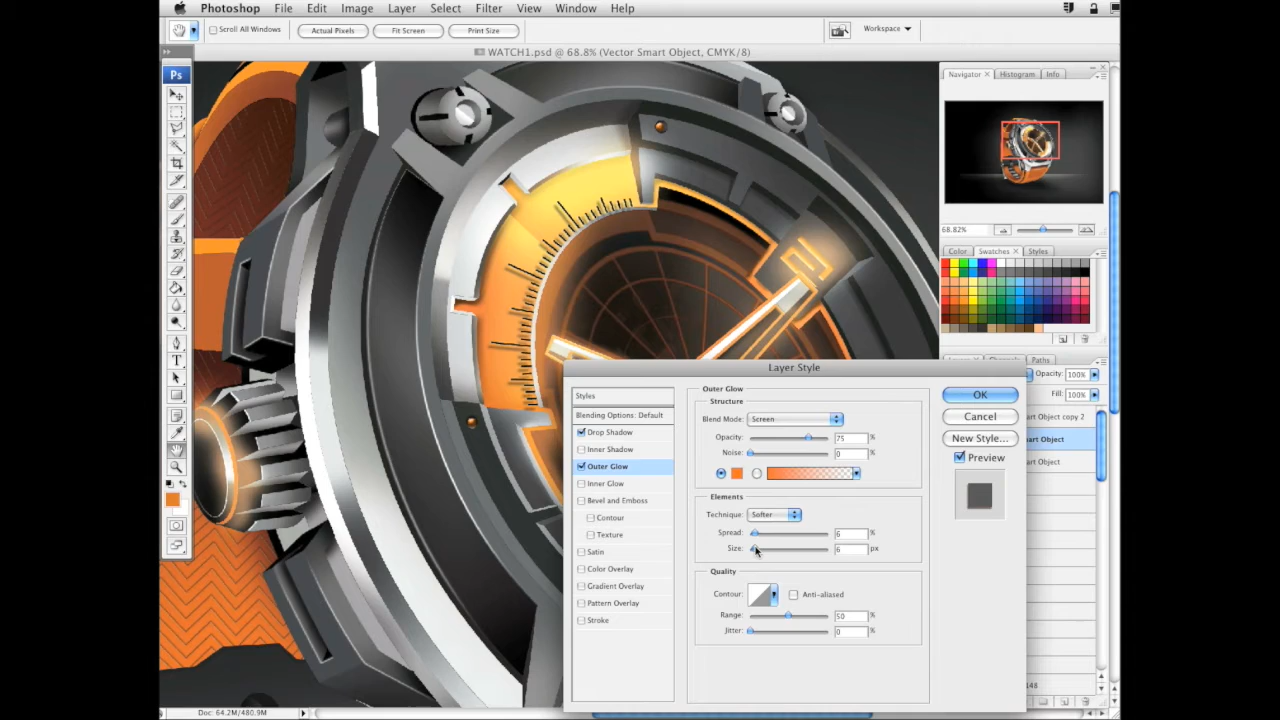 Photoshop File Edit Image Layer Select Filter View Window Help
Scroll All Windows Actual Pixels Fit Screen Print Size Workspace
WATCH1.psd @ 68.8% (Vector Smart Object, CMYK/8)
Ps
Navigator × Histogram Info
68.82%
Color Swatches × Styles
Paths
Opacity: 100%
Fill: 100%
art Object copy 2
mart Object
art Object
148
Layer Style
Styles
Blending Options: Default
Drop Shadow
Inner Shadow
Outer Glow
Inner Glow
Bevel and Emboss
Contour
Texture
Satin
Color Overlay
Gradient Overlay
Pattern Overlay
Stroke
Outer Glow
Structure
Blend Mode: Screen
Opacity: 75 %
Noise: 0 %
Elements
Technique: Softer
Spread: 6 %
Size: 6 px
Quality
Contour: Anti-aliased
Range: 50 %
Jitter: 0 %
OK
Cancel
New Style...
Preview
Doc: 64.2M/480.9M